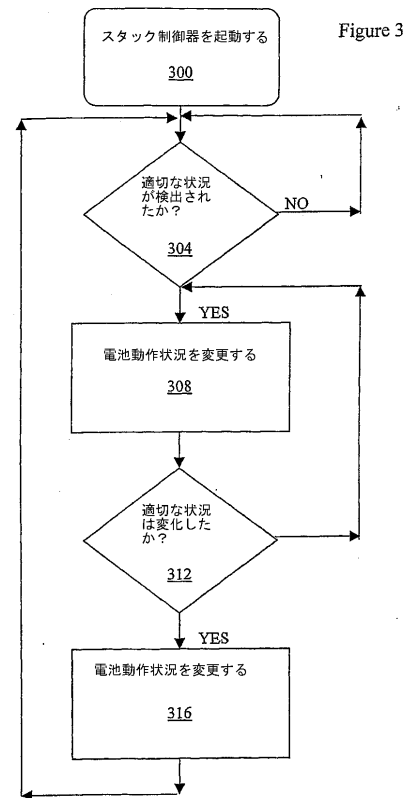 Figure 3
スタック制御器を起動する
300
適切な状況
が検出され
たか？
304
NO
YES
電池動作状況を変更する
308
適切な状況
は変化した
か？
312
YES
電池動作状況を変更する
316